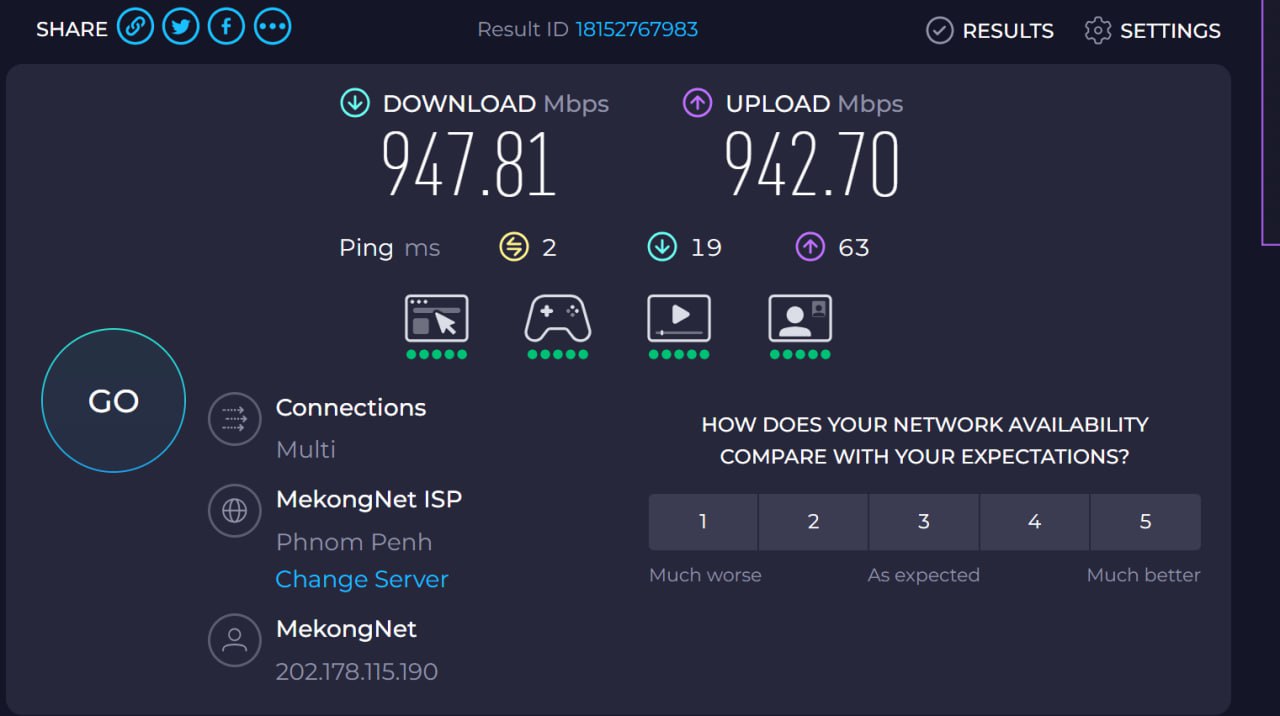 SHARE
Result ID 18152767983
RESULTS
SETTINGS
DOWNLOAD Mbps
947.81
UPLOAD Mbps
942.70
Ping ms 2 19 63
GO
Connections
Multi
MekongNet ISP
Phnom Penh
Change Server
MekongNet
202.178.115.190
HOW DOES YOUR NETWORK AVAILABILITY
COMPARE WITH YOUR EXPECTATIONS?
1 2 3 4 5
Much worse As expected Much better